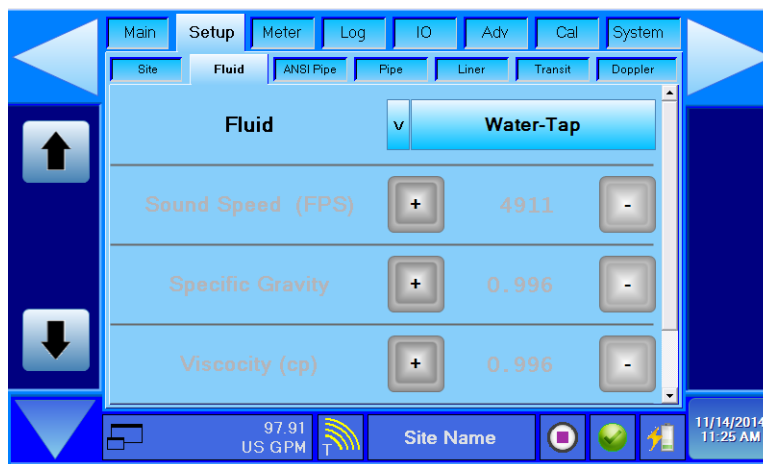 Main Setup Meter Log IO Adv Cal System
Site Fluid ANSI Pipe Pipe Liner Transit Doppler
Fluid v Water-Tap
Sound Speed (FPS) + 4911 -
Specific Gravity + 0.996 -
Viscocity (cp) + 0.996 -
97.91
US GPM T Site Name
11/14/2014
11:25 AM